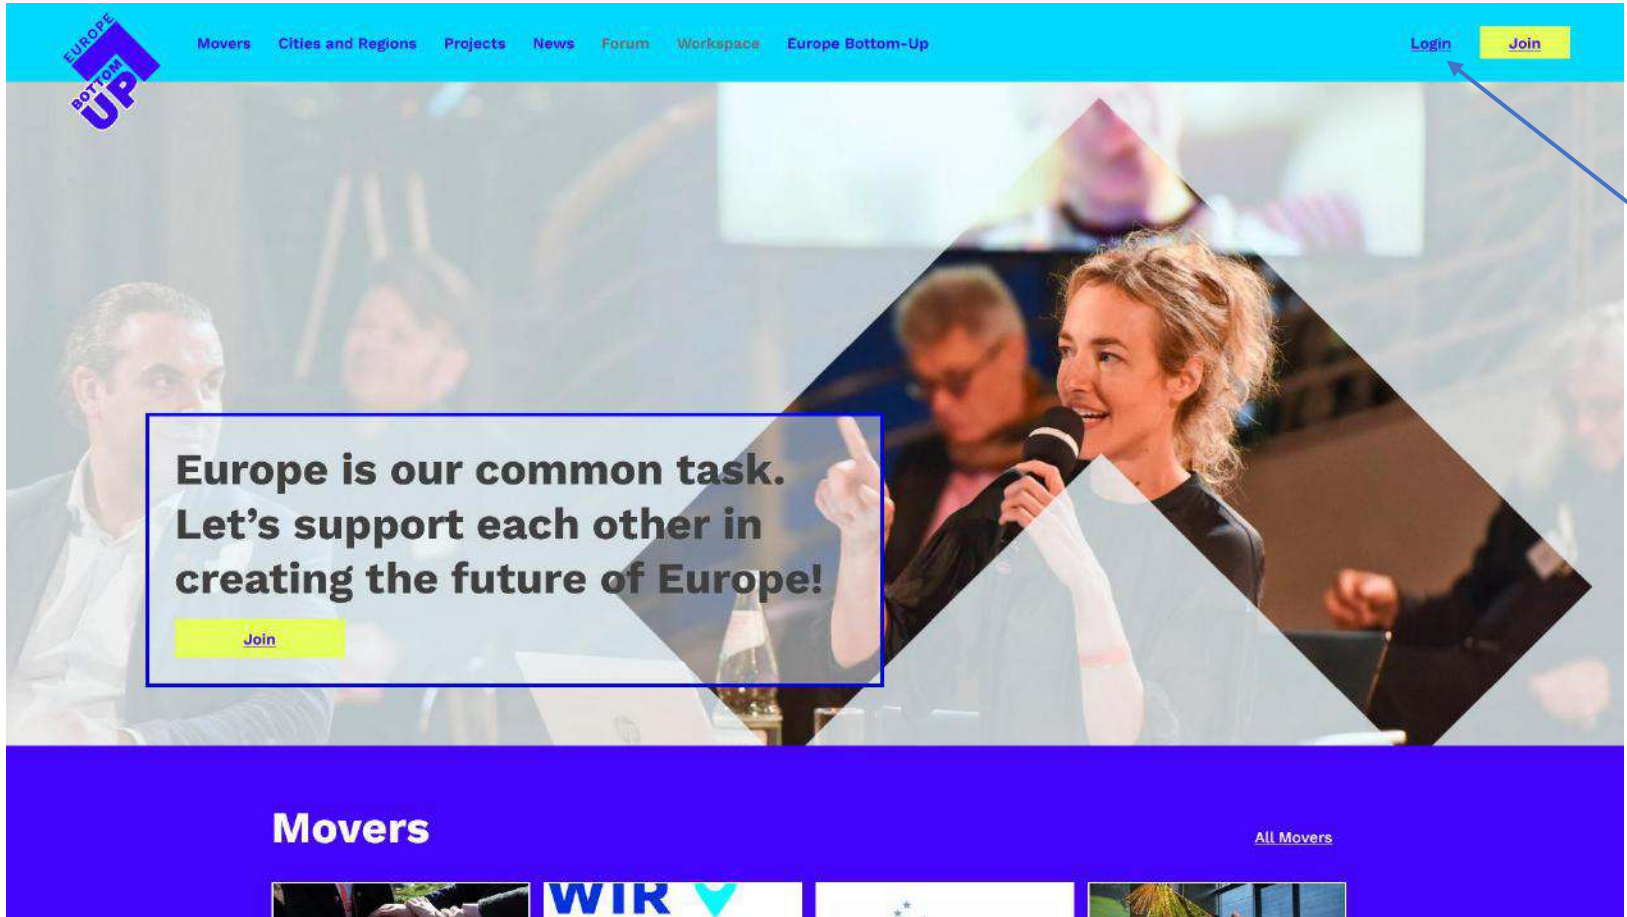 EUROPE
BOTTOM
UP
Movers Cities and Regions Projects News Forum Workspace Europe Bottom-Up Login Join
Europe is our common task.
Let’s support each other in
creating the future of Europe!
Join
Movers
All Movers
WIR